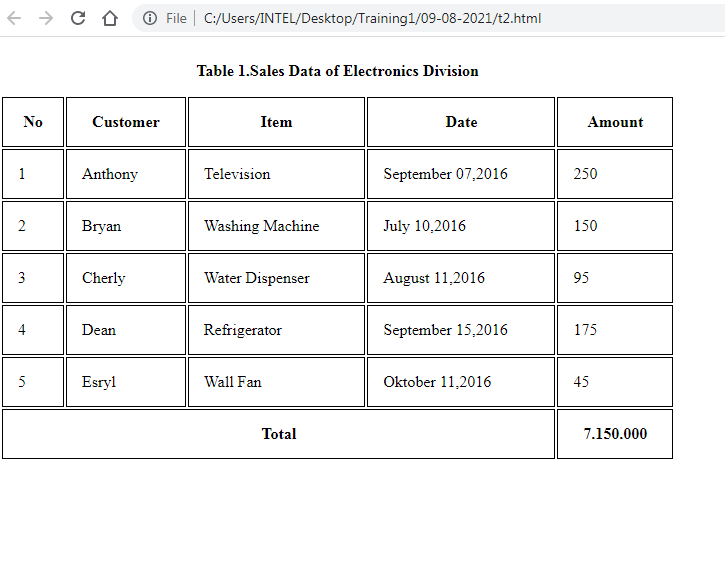 File | C:/Users/INTEL/Desktop/Training1/09-08-2021/t2.html
Table 1.Sales Data of Electronics Division
No Customer Item Date Amount
1 Anthony Television September 07,2016 250
2 Bryan Washing Machine July 10,2016 150
3 Cherly Water Dispenser August 11,2016 95
4 Dean Refrigerator September 15,2016 175
5 Esryl Wall Fan Oktober 11,2016 45
Total 7.150.000